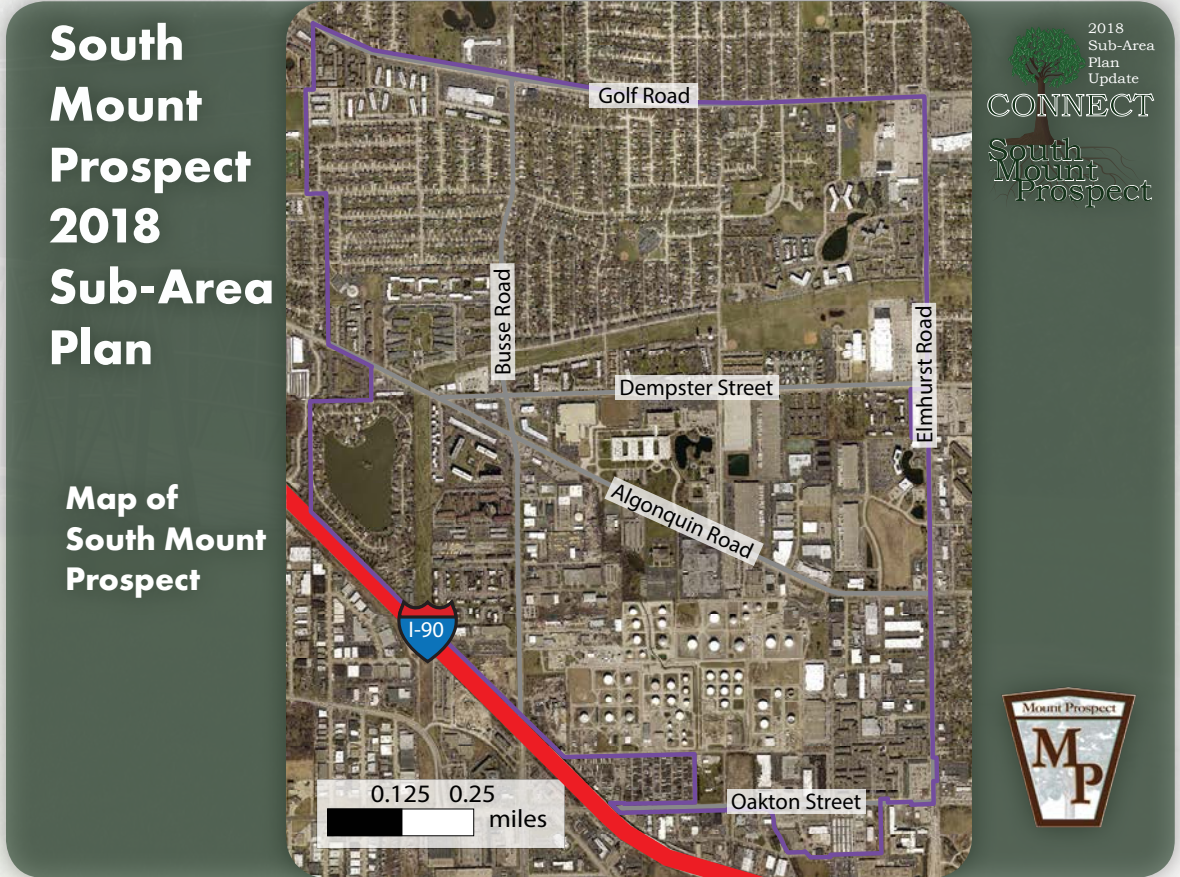 South
Mount
Prospect
2018
Sub-Area
Plan
Map of
South Mount
Prospect
Golf Road
Busse Road
Elmhurst Road
Dempster Street
Algonquin Road
I-90
Oakton Street
0.125 0.25
miles
2018
Sub-Area
Plan
Update
CONNECT
South
Mount
Prospect
Mount Prospect
MP